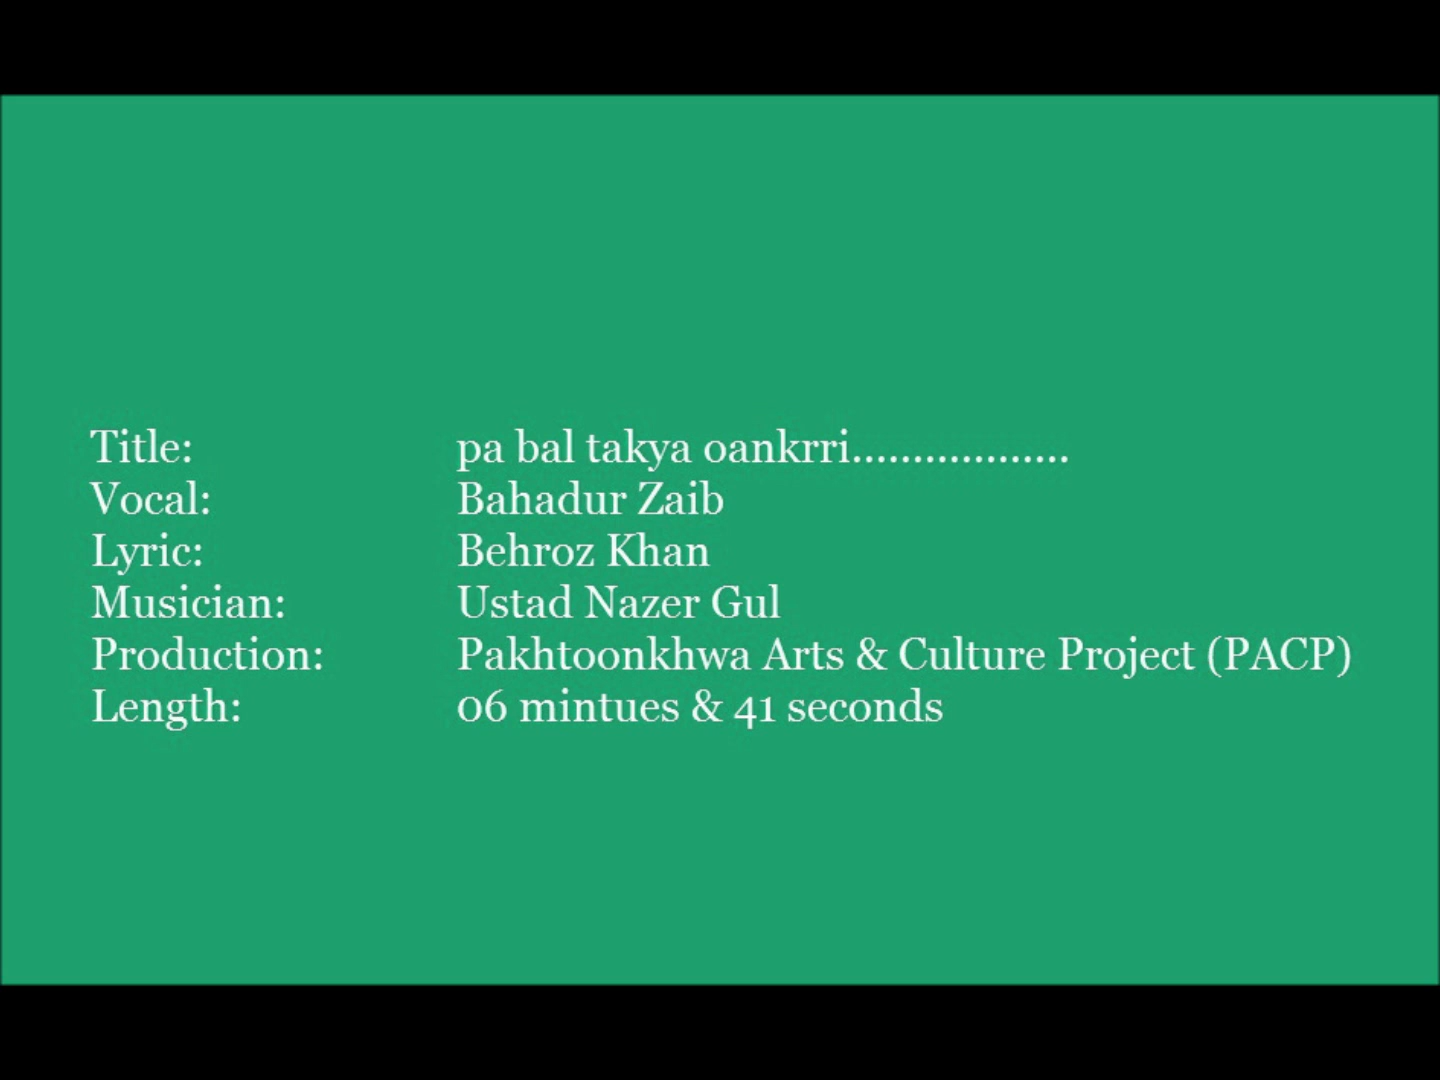 Title: pa bal takya oankrri..................
Vocal: Bahadur Zaib
Lyric: Behroz Khan
Musician: Ustad Nazer Gul
Production: Pakhtoonkhwa Arts & Culture Project (PACP)
Length: 06 mintues & 41 seconds